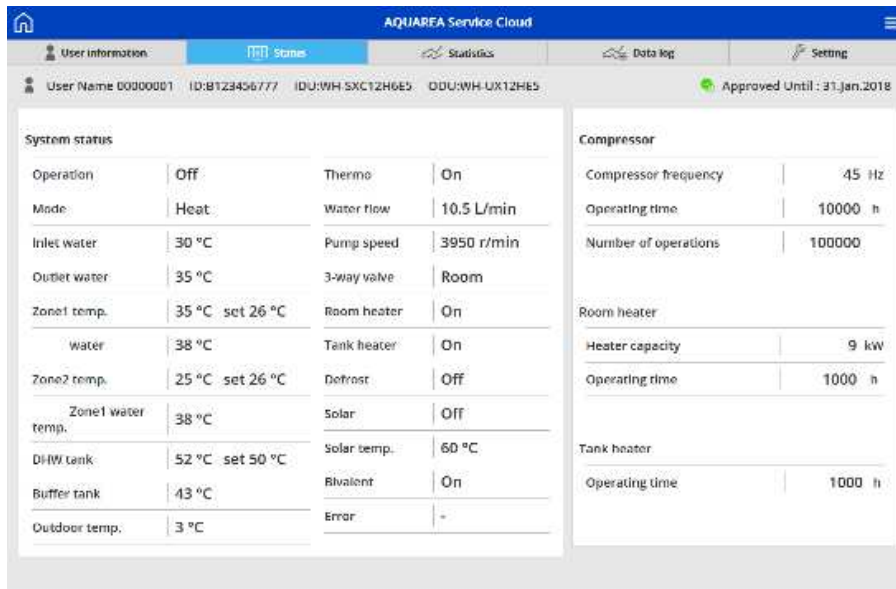 AQUAREA Service Cloud
User information
Status
Statistics
Data log
Setting
User Name 00000001 ID:B123456777 IDU:WH-SXC12H6E5 ODU:WH-UX12HE5
Approved Until : 31.Jan.2018
System status
Operation Off
Mode Heat
Inlet water 30 °C
Outlet water 35 °C
Zone1 temp. 35 °C set 26 °C
water 38 °C
Zone2 temp. 25 °C set 26 °C
Zone1 water
temp. 38 °C
DHW tank 52 °C set 50 °C
Buffer tank 43 °C
Outdoor temp. 3 °C
Thermo On
Water flow 10.5 L/min
Pump speed 3950 r/min
3-way valve Room
Room heater On
Tank heater On
Defrost Off
Solar Off
Solar temp. 60 °C
Bivalent On
Error -
Compressor
Compressor frequency 45 Hz
Operating time 10000 h
Number of operations 100000
Room heater
Heater capacity 9 kW
Operating time 1000 h
Tank heater
Operating time 1000 h